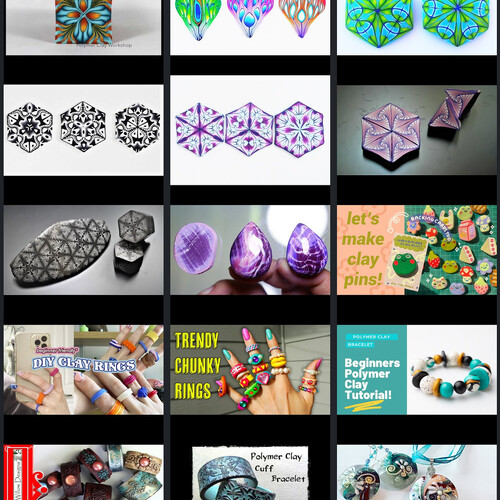 Polymer Clay Workshop
let's
make
clay
pins!
BACKING CARDS
beginner friendly!
DIY CLAY RINGS
TRENDY
CHUNKY
RINGS
POLYMER CLAY
BRACELET
Beginners
Polymer
Clay
Tutorial!
Polymer Clay
Cuff
Bracelet